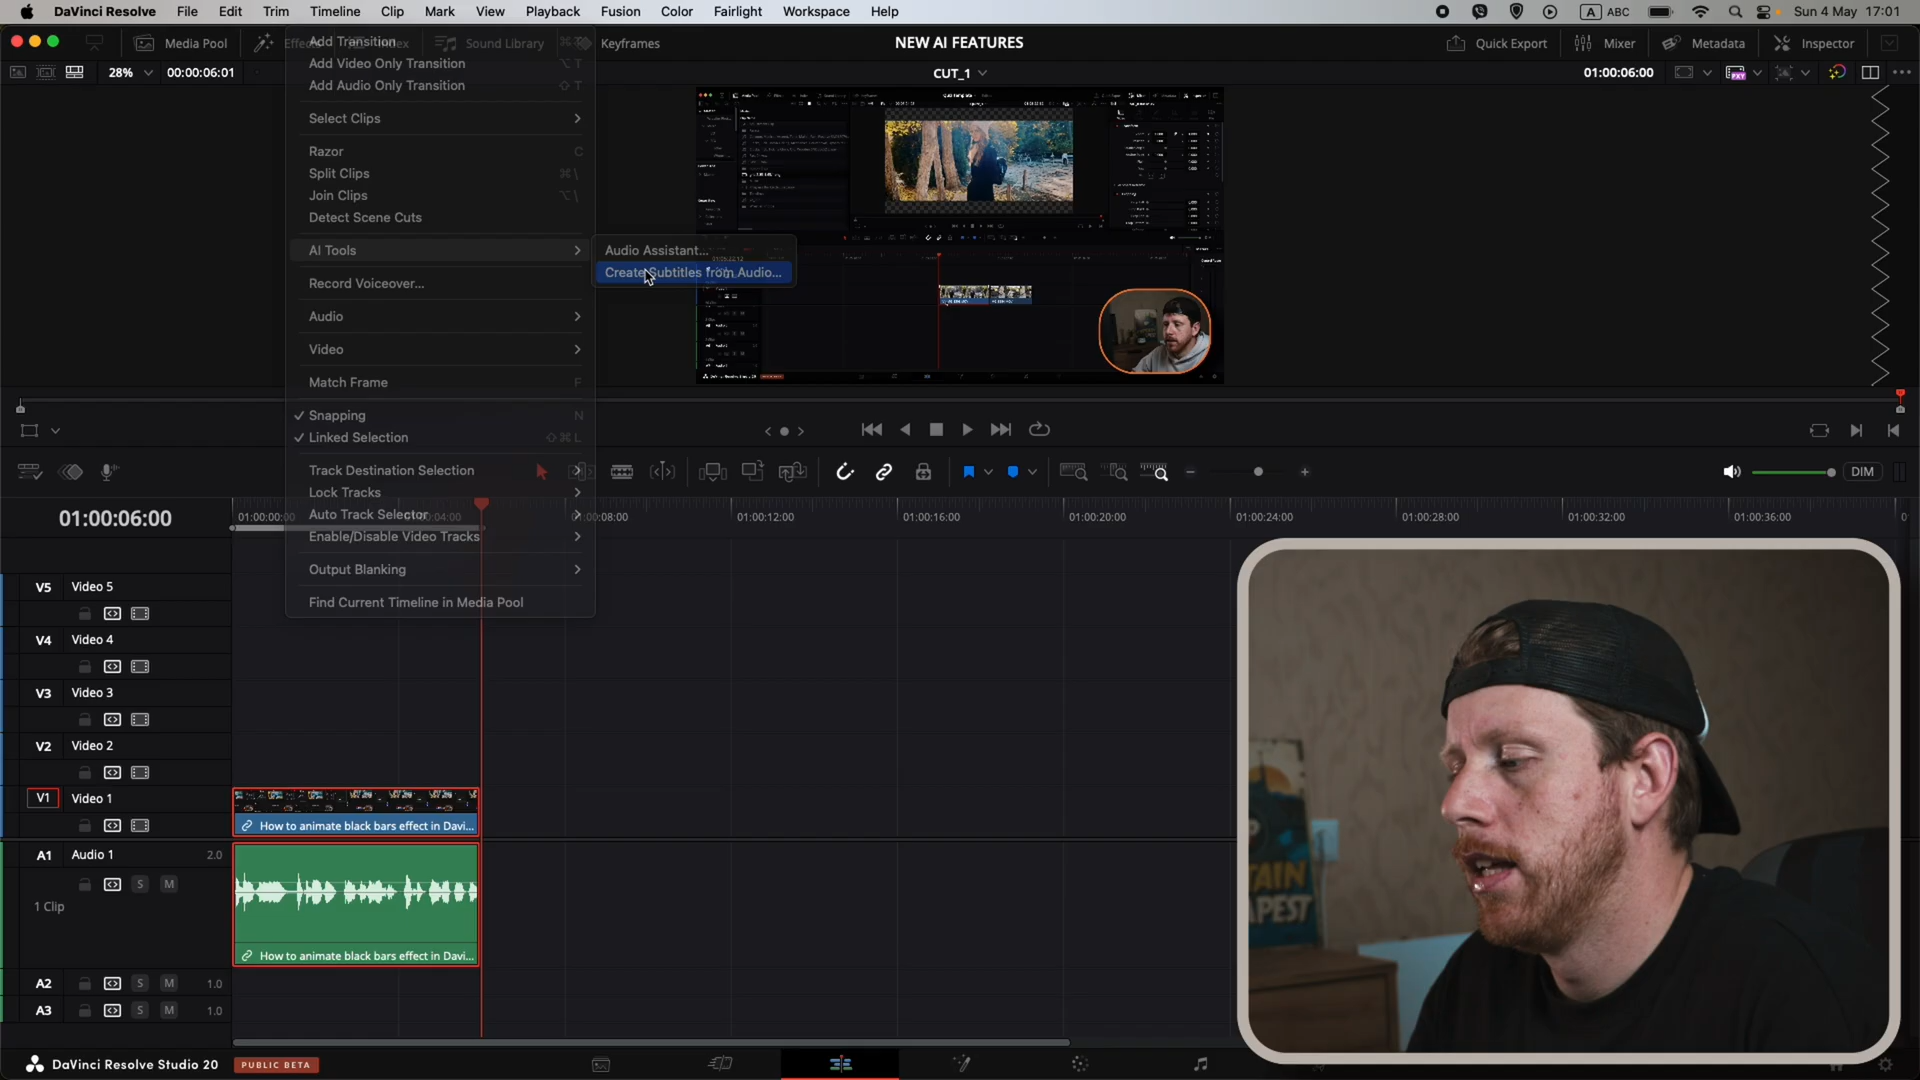 DaVinci Resolve File Edit Trim Timeline Clip Mark View Playback Fusion Color Fairlight Workspace Help A ABC Sun 4 May 17:01
Media Pool Effects Index Sound Library Keyframes NEW AI FEATURES Quick Export Mixer Metadata Inspector
28% 00:00:06:01 CUT_1 01:00:06:00
Add Transition ⌘ T
Add Video Only Transition ⌥ T
Add Audio Only Transition ⇧ T
Select Clips
Razor C
Split Clips ⌘ \
Join Clips ⌥ \
Detect Scene Cuts
AI Tools
Audio Assistant...
Create Subtitles from Audio...
Record Voiceover...
Audio
Video
Match Frame F
Snapping N
Linked Selection ⇧ ⌘ L
Track Destination Selection
Lock Tracks
Auto Track Selector
Enable/Disable Video Tracks
Output Blanking
Find Current Timeline in Media Pool
DIM
01:00:06:00
01:00:00:00 01:00:12:00 01:00:16:00 01:00:20:00 01:00:24:00 01:00:28:00 01:00:32:00 01:00:36:00
V5 Video 5
V4 Video 4
V3 Video 3
V2 Video 2
V1 Video 1
How to animate black bars effect in Davi...
A1 Audio 1 2.0
S M
1 Clip
How to animate black bars effect in Davi...
A2 S M 1.0
A3 S M 1.0
DaVinci Resolve Studio 20 PUBLIC BETA